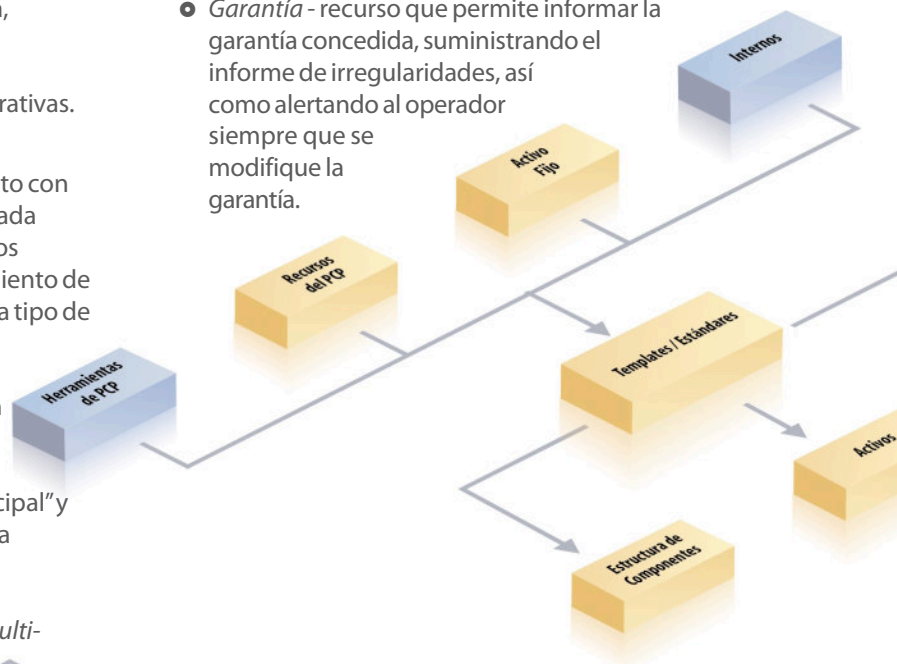 rativas.
to con
ada
os
iento de
a tipo de
cipal” y
a
ulti-
Garantía - recurso que permite informar la
garantía concedida, suministrando el
informe de irregularidades, así
como alertando al operador
siempre que se
modifique la
garantía.
Internos
Activo
Fijo
Recursos
del PCP
Herramientas
de PCP
Templates / Estándares
Activos
Estructura de
Componentes